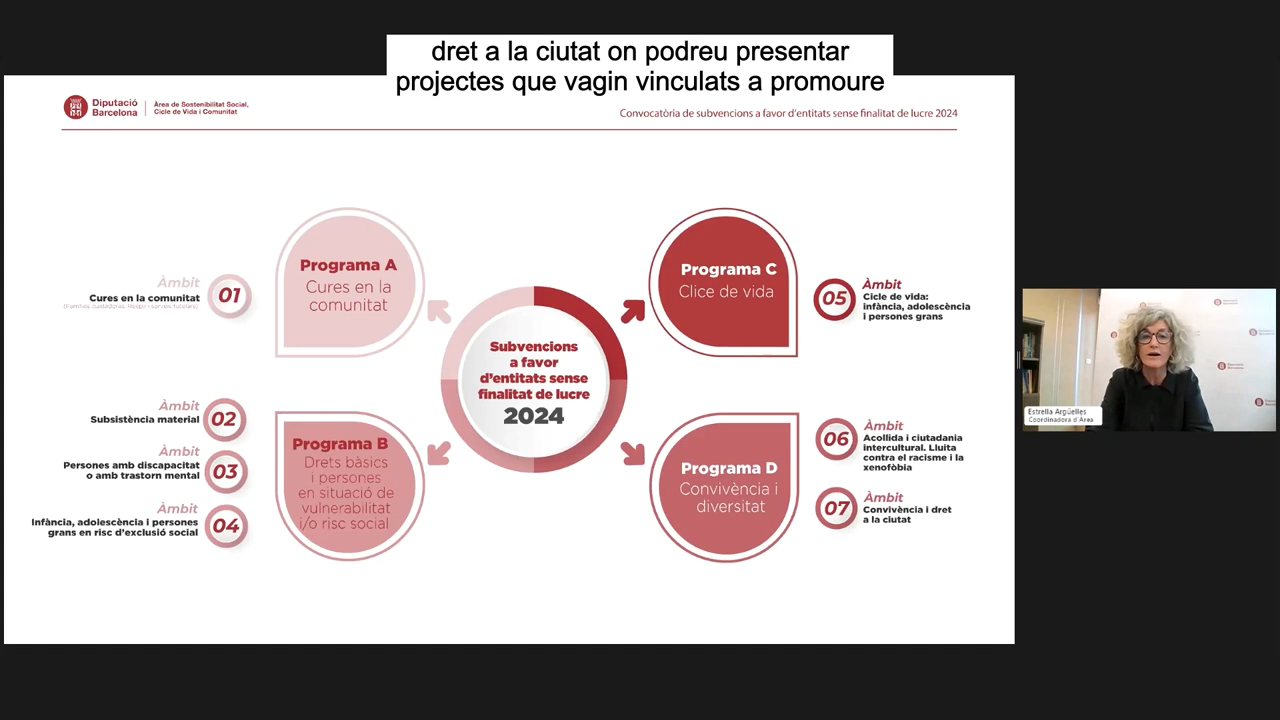 dret a la ciutat on podreu presentar
projectes que vagin vinculats a promoure
Diputació
Barcelona
Àrea de Sostenibilitat Social,
Cicle de Vida i Comunitat
Convocatòria de subvencions a favor d'entitats sense finalitat de lucre 2024
Àmbit
Cures en la comunitat
01
Programa A
Cures en la
comunitat
Àmbit
Subsistència material
02
Àmbit
Persones amb discapacitat
o amb trastorn mental
03
Àmbit
Infància, adolescència i persones
grans en risc d'exclusió social
04
Programa B
Drets bàsics
i persones
en situació de
vulnerabilitat
i/o risc social
Subvencions
a favor
d'entitats sense
finalitat de lucre
2024
Programa C
Clice de vida
05
Àmbit
Cicle de vida:
infància, adolescència
i persones grans
Programa D
Convivència i
diversitat
06
Àmbit
Acollida i ciutadania
intercultural. Lluita
contra el racisme i la
xenofòbia
07
Àmbit
Convivència i dret
a la ciutat
Estrella Argüelles
Coordinadora d'Àrea